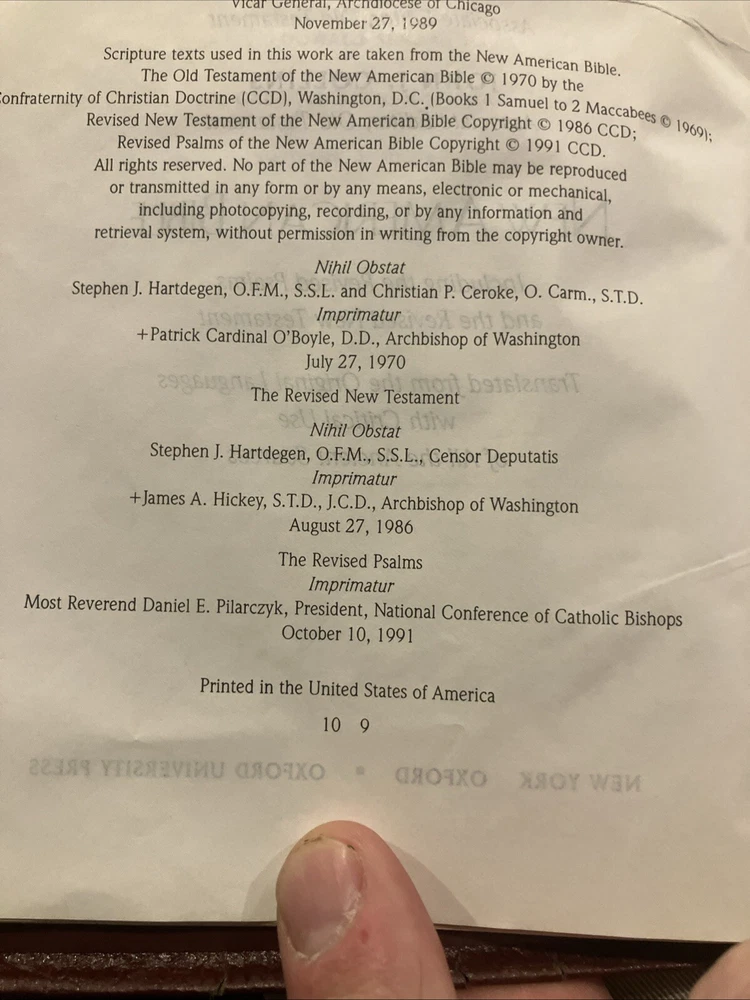 Vicar General, Archdiocese of Chicago
November 27, 1989
Scripture texts used in this work are taken from the New American Bible.
The Old Testament of the New American Bible © 1970 by the
Confraternity of Christian Doctrine (CCD), Washington, D.C. (Books 1 Samuel to 2 Maccabees © 1969);
Revised New Testament of the New American Bible Copyright © 1986 CCD;
Revised Psalms of the New American Bible Copyright © 1991 CCD.
All rights reserved. No part of the New American Bible may be reproduced
or transmitted in any form or by any means, electronic or mechanical,
including photocopying, recording, or by any information and
retrieval system, without permission in writing from the copyright owner.
Nihil Obstat
Stephen J. Hartdegen, O.F.M., S.S.L. and Christian P. Ceroke, O. Carm., S.T.D.
Imprimatur
+Patrick Cardinal O'Boyle, D.D., Archbishop of Washington
July 27, 1970
The Revised New Testament
Nihil Obstat
Stephen J. Hartdegen, O.F.M., S.S.L., Censor Deputatis
Imprimatur
+James A. Hickey, S.T.D., J.C.D., Archbishop of Washington
August 27, 1986
The Revised Psalms
Imprimatur
Most Reverend Daniel E. Pilarczyk, President, National Conference of Catholic Bishops
October 10, 1991
Printed in the United States of America
10 9
NEW YORK OXFORD • OXFORD UNIVERSITY PRESS